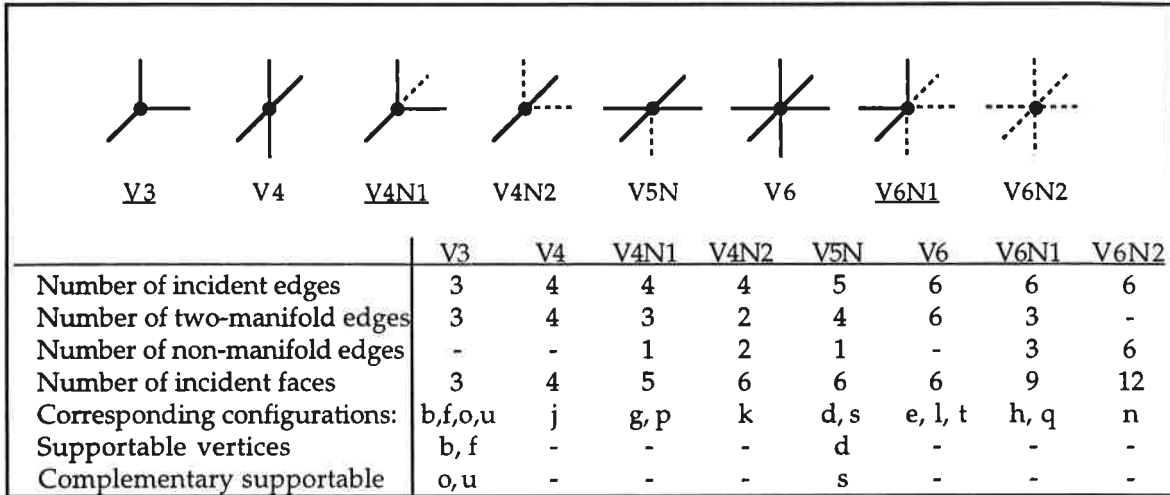 V3 V4 V4N1 V4N2 V5N V6 V6N1 V6N2
V3 V4 V4N1 V4N2 V5N V6 V6N1 V6N2
Number of incident edges 3 4 4 4 5 6 6 6
Number of two-manifold edges 3 4 3 2 4 6 3 -
Number of non-manifold edges - - 1 2 1 - 3 6
Number of incident faces 3 4 5 6 6 6 9 12
Corresponding configurations: b,f,o,u j g, p k d, s e, l, t h, q n
Supportable vertices b, f - - - d - - -
Complementary supportable o, u - - - s - - -